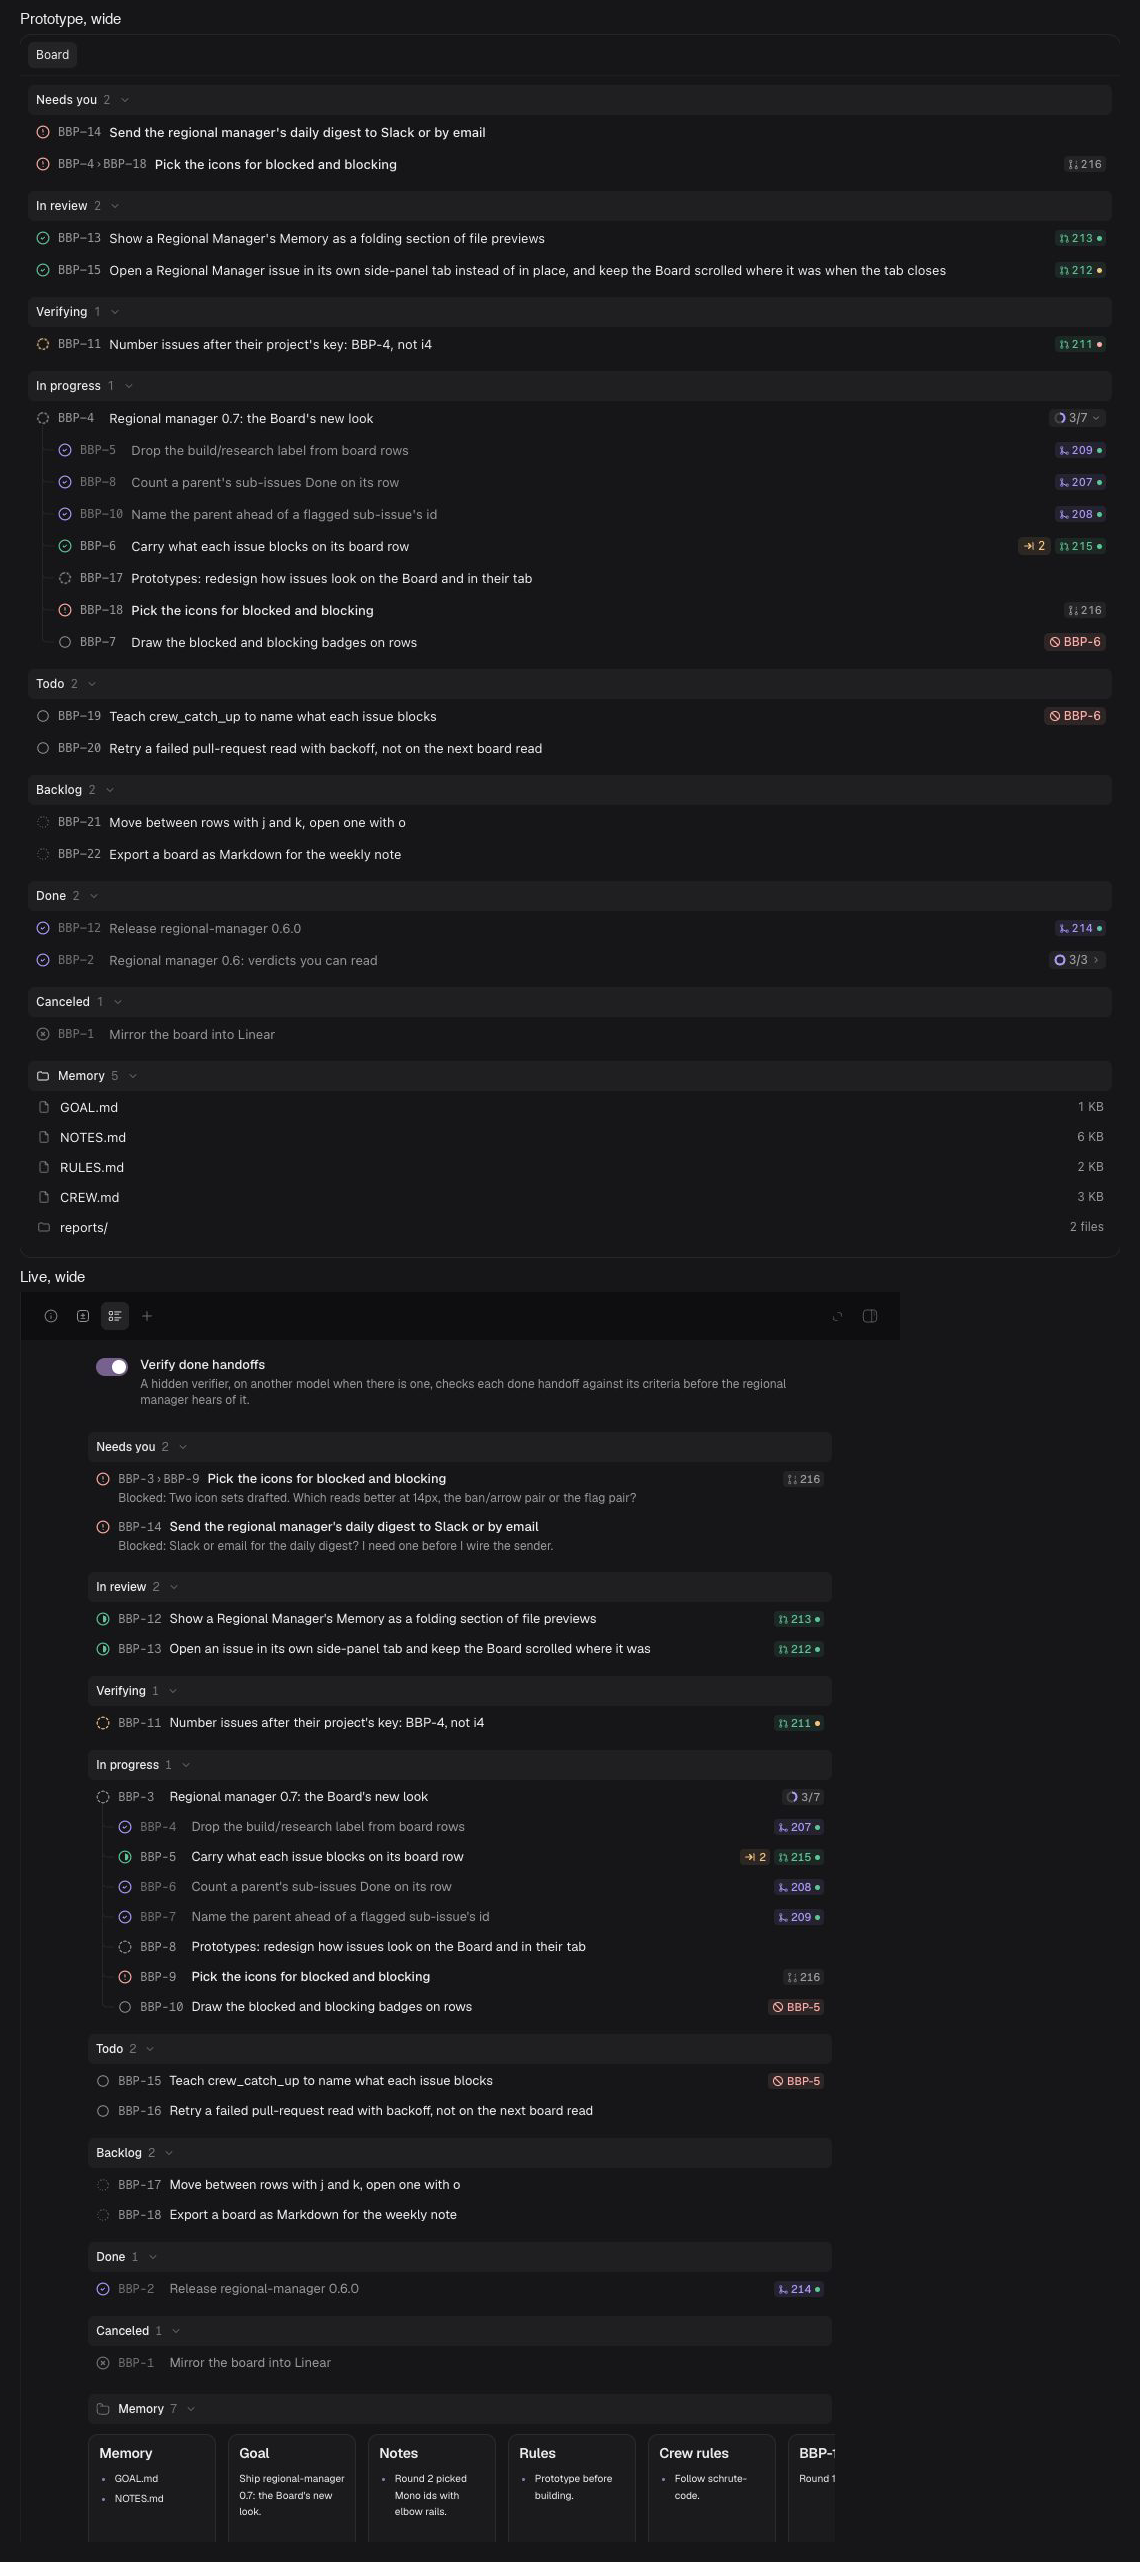 Prototype, wide
Board
Needs you 2
BBP-14 Send the regional manager's daily digest to Slack or by email
BBP-4 › BBP-18 Pick the icons for blocked and blocking 216
In review 2
BBP-13 Show a Regional Manager's Memory as a folding section of file previews 213
BBP-15 Open a Regional Manager issue in its own side-panel tab instead of in place, and keep the Board scrolled where it was when the tab closes 212
Verifying 1
BBP-11 Number issues after their project's key: BBP-4, not i4 211
In progress 1
BBP-4 Regional manager 0.7: the Board's new look 3/7
BBP-5 Drop the build/research label from board rows 209
BBP-8 Count a parent's sub-issues Done on its row 207
BBP-10 Name the parent ahead of a flagged sub-issue's id 208
BBP-6 Carry what each issue blocks on its board row 2 215
BBP-17 Prototypes: redesign how issues look on the Board and in their tab
BBP-18 Pick the icons for blocked and blocking 216
BBP-7 Draw the blocked and blocking badges on rows BBP-6
Todo 2
BBP-19 Teach crew_catch_up to name what each issue blocks BBP-6
BBP-20 Retry a failed pull-request read with backoff, not on the next board read
Backlog 2
BBP-21 Move between rows with j and k, open one with o
BBP-22 Export a board as Markdown for the weekly note
Done 2
BBP-12 Release regional-manager 0.6.0 214
BBP-2 Regional manager 0.6: verdicts you can read 3/3
Canceled 1
BBP-1 Mirror the board into Linear
Memory 5
GOAL.md 1 KB
NOTES.md 6 KB
RULES.md 2 KB
CREW.md 3 KB
reports/ 2 files
Live, wide
Verify done handoffs
A hidden verifier, on another model when there is one, checks each done handoff against its criteria before the regional
manager hears of it.
Needs you 2
BBP-3 › BBP-9 Pick the icons for blocked and blocking 216
Blocked: Two icon sets drafted. Which reads better at 14px, the ban/arrow pair or the flag pair?
BBP-14 Send the regional manager's daily digest to Slack or by email
Blocked: Slack or email for the daily digest? I need one before I wire the sender.
In review 2
BBP-12 Show a Regional Manager's Memory as a folding section of file previews 213
BBP-13 Open an issue in its own side-panel tab and keep the Board scrolled where it was 212
Verifying 1
BBP-11 Number issues after their project's key: BBP-4, not i4 211
In progress 1
BBP-3 Regional manager 0.7: the Board's new look 3/7
BBP-4 Drop the build/research label from board rows 207
BBP-5 Carry what each issue blocks on its board row 2 215
BBP-6 Count a parent's sub-issues Done on its row 208
BBP-7 Name the parent ahead of a flagged sub-issue's id 209
BBP-8 Prototypes: redesign how issues look on the Board and in their tab
BBP-9 Pick the icons for blocked and blocking 216
BBP-10 Draw the blocked and blocking badges on rows BBP-5
Todo 2
BBP-15 Teach crew_catch_up to name what each issue blocks BBP-5
BBP-16 Retry a failed pull-request read with backoff, not on the next board read
Backlog 2
BBP-17 Move between rows with j and k, open one with o
BBP-18 Export a board as Markdown for the weekly note
Done 1
BBP-2 Release regional-manager 0.6.0 214
Canceled 1
BBP-1 Mirror the board into Linear
Memory 7
Memory
• GOAL.md
• NOTES.md
Goal
Ship regional-manager
0.7: the Board's new
look.
Notes
• Round 2 picked
Mono ids with
elbow rails.
Rules
• Prototype before
building.
Crew rules
• Follow schrute-
code.
BBP-1
Round 1